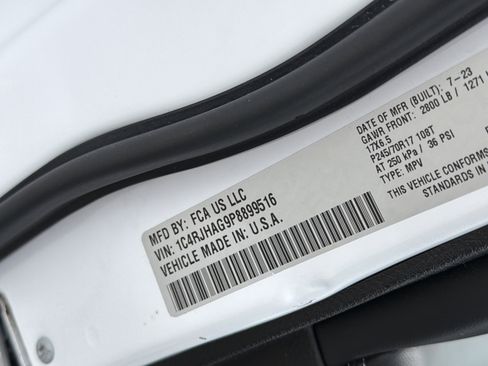 MFD BY: FCA US LLC
VIN: 1C4RJHAG9P8899516
VEHICLE MADE IN U.S.A.
DATE OF MFR (BUILT): 7-23
GAWR FRONT: 2800 LB / 1271
17X6.5
P245/70R17 108T
AT 250 kPa / 36 PSI
TYPE: MPV
THIS VEHICLE CONFORMS
STANDARDS IN